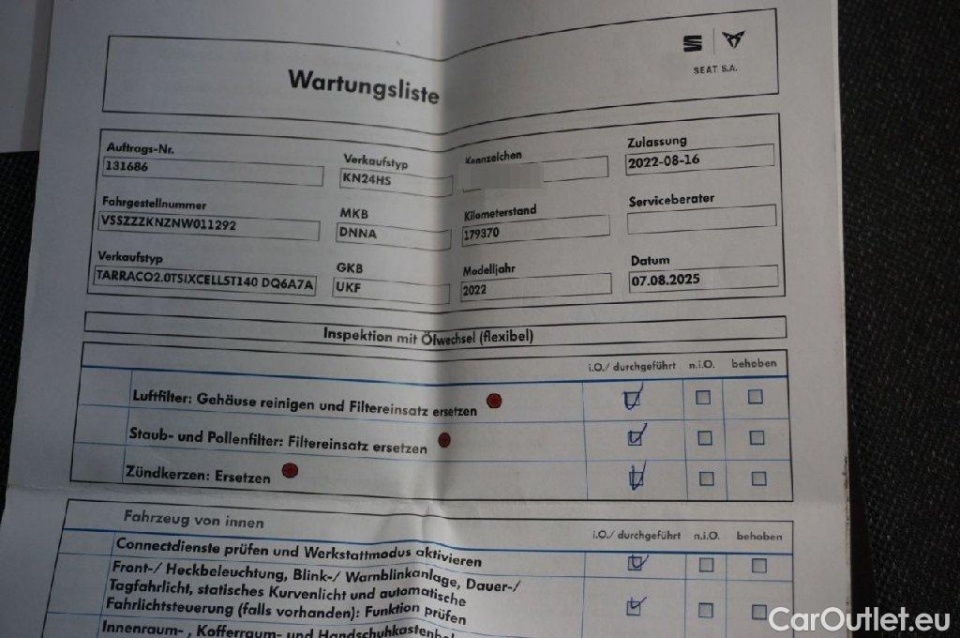 Wartungsliste
SEAT S.A.
Auftrags-Nr.
131686
Verkaufstyp
KN24HS
Kennzeichen
Zulassung
2022-08-16
Fahrgestellnummer
VSSZZZKNZNW011292
MKB
DNNA
Kilometerstand
179370
Serviceberater
Verkaufstyp
TARRACO2.0TSIXCELLST140 DQ6A7A
GKB
UKF
Modelljahr
2022
Datum
07.08.2025
Inspektion mit Ölwechsel (flexibel)
i.O./ durchgeführt n.i.O. behoben
Luftfilter: Gehäuse reinigen und Filtereinsatz ersetzen
Staub- und Pollenfilter: Filtereinsatz ersetzen
Zündkerzen: Ersetzen
Fahrzeug von innen
i.O./ durchgeführt n.i.O. behoben
Connectdienste prüfen und Werkstattmodus aktivieren
Front-/ Heckbeleuchtung, Blink-/ Warnblinkanlage, Dauer-/
Tagfahrlicht, statisches Kurvenlicht und automatische
Fahrlichtsteuerung (falls vorhanden): Funktion prüfen
Innenraum- , Kofferraum- und
CarOutlet.eu